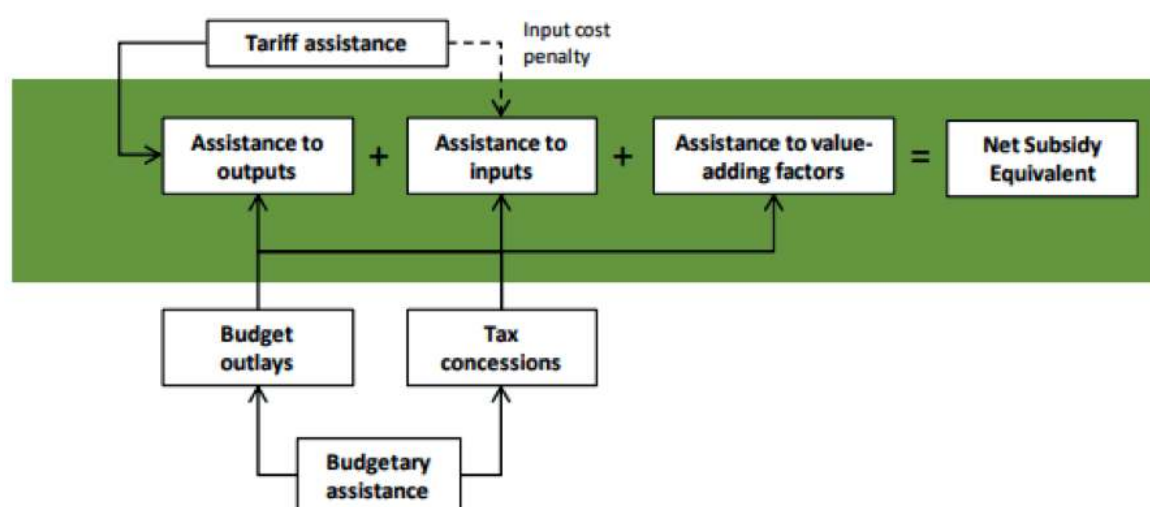 Tariff assistance
Input cost
penalty
Assistance to
outputs
+
Assistance to
inputs
+
Assistance to value-
adding factors
=
Net Subsidy
Equivalent
Budget
outlays
Tax
concessions
Budgetary
assistance